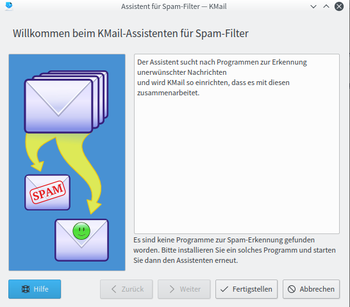 Assistent für Spam-Filter — KMail
Willkommen beim KMail-Assistenten für Spam-Filter
Der Assistent sucht nach Programmen zur Erkennung
unerwünschter Nachrichten
und wird KMail so einrichten, dass es mit diesen
zusammenarbeitet.
SPAM
Es sind keine Programme zur Spam-Erkennung gefunden
worden. Bitte installieren Sie ein solches Programm und starten
Sie dann den Assistenten erneut.
Hilfe
Zurück
Weiter
Fertigstellen
Abbrechen